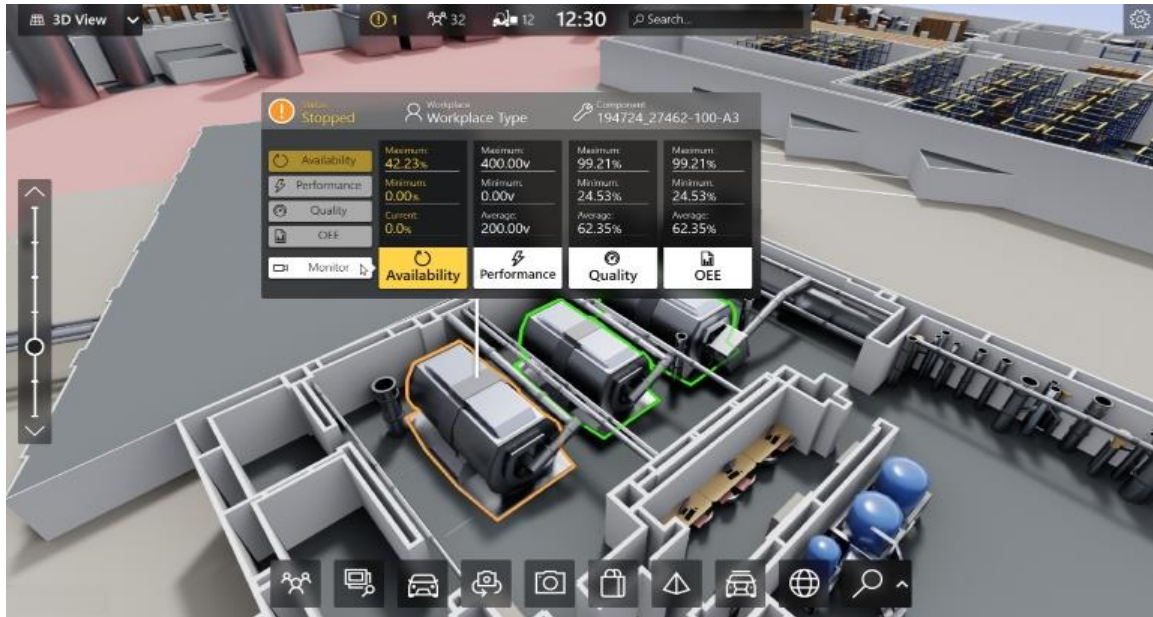 3D View
1
32
12
12:30
Search...
Status
Stopped
Workplace
Workplace Type
Component
194724_27462-100-A3
Availability
Performance
Quality
OEE
Monitor
Maximum:
42.23%
Minimum:
0.00%
Current:
0.0%
Availability
Maximum:
400.00v
Minimum:
0.00v
Average:
200.00v
Performance
Maximum:
99.21%
Minimum:
24.53%
Average:
62.35%
Quality
Maximum:
99.21%
Minimum:
24.53%
Average:
62.35%
OEE